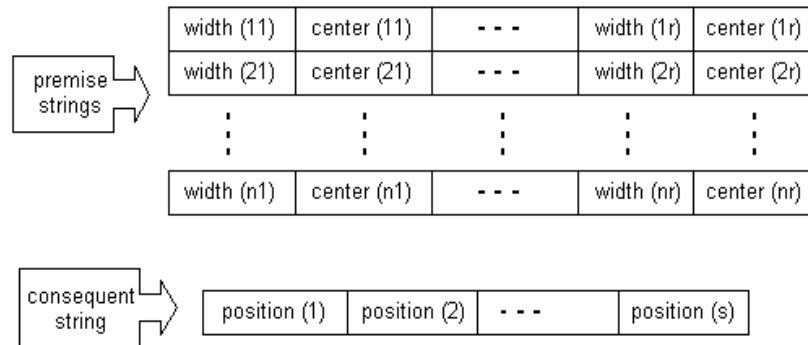 width (11) center (11) - - - width (1r) center (1r)
premise strings
width (21) center (21) - - - width (2r) center (2r)
width (n1) center (n1) - - - width (nr) center (nr)
consequent string
position (1) position (2) - - - position (s)